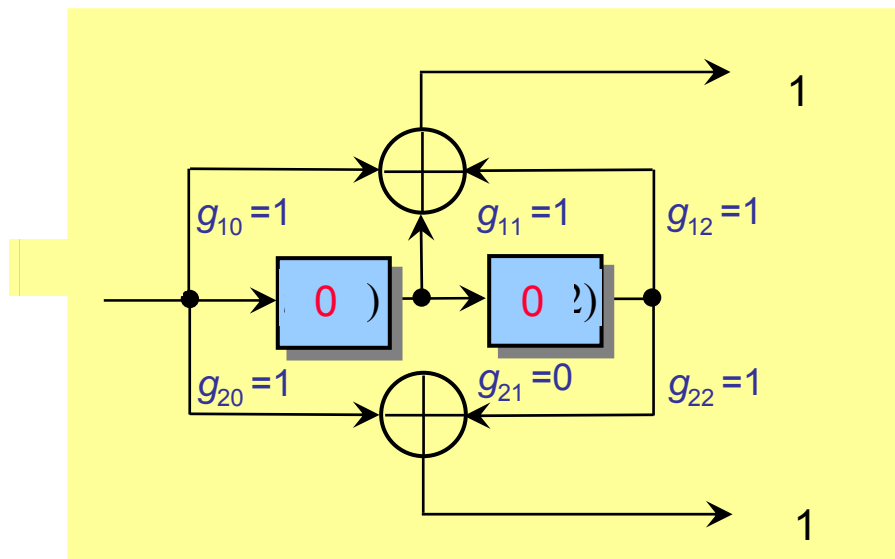 1
g10 =1 g11 =1 g12 =1
0 ) 0 2)
g20 =1 g21 =0 g22 =1
1